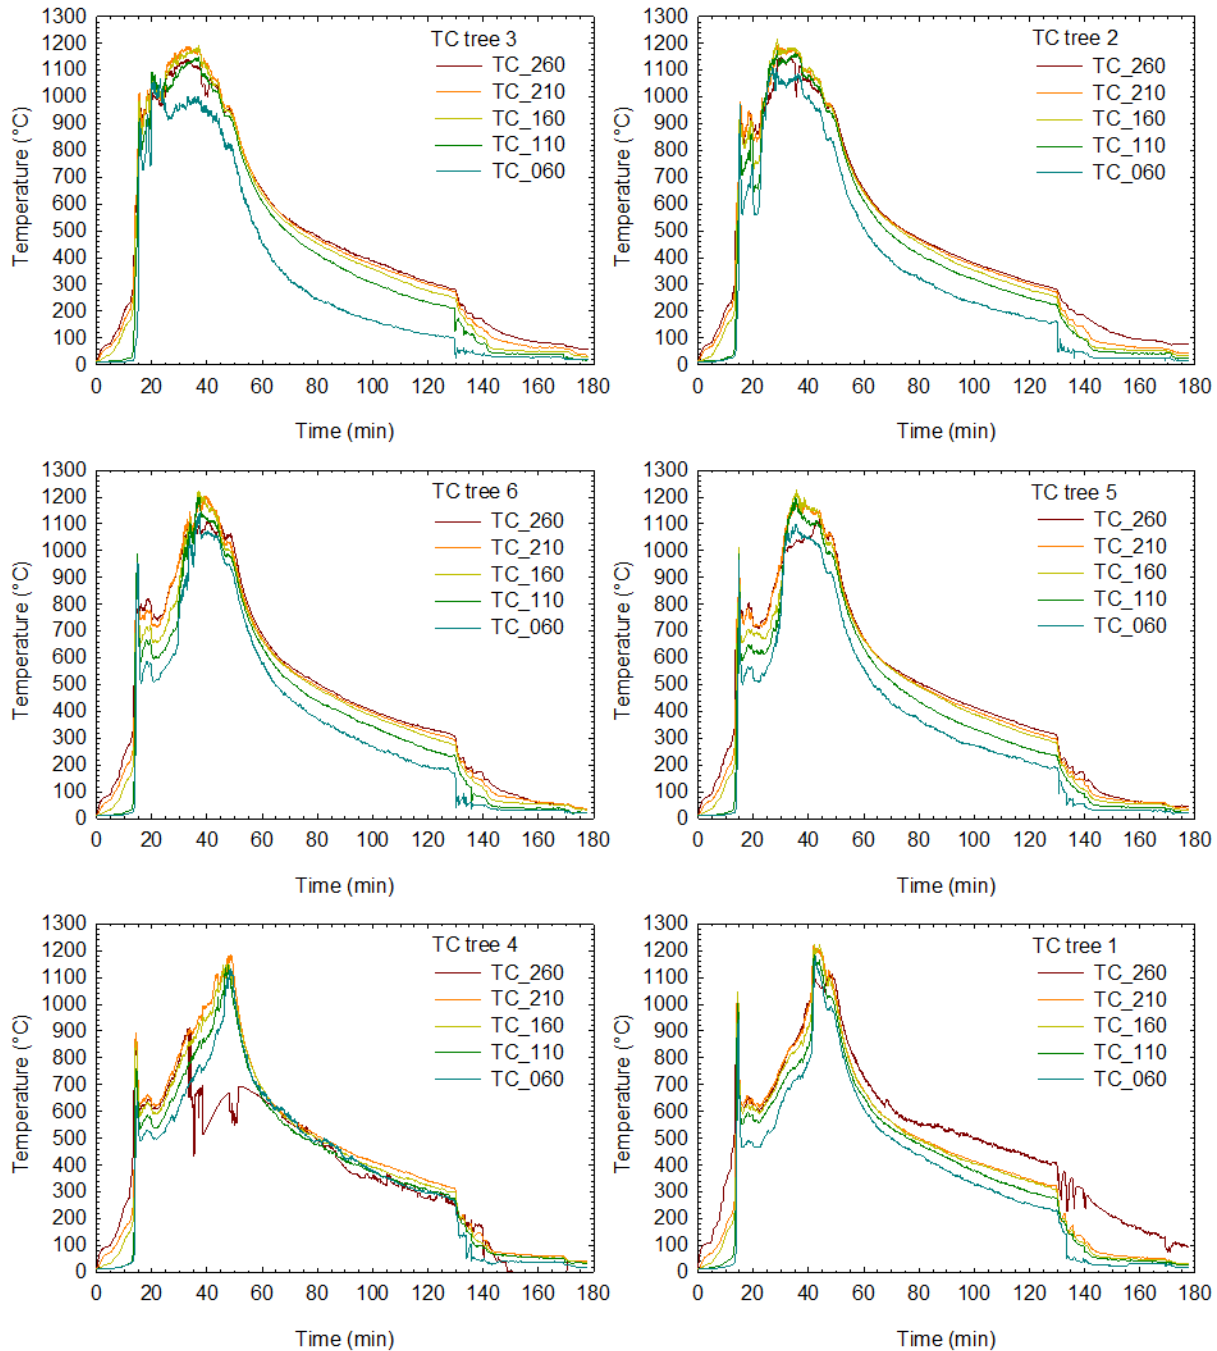 TC tree 3
TC_260
TC_210
TC_160
TC_110
TC_060
Temperature (°C)
1300
1200
1100
1000
900
800
700
600
500
400
300
200
100
0
0 20 40 60 80 100 120 140 160 180
Time (min)
TC tree 2
TC_260
TC_210
TC_160
TC_110
TC_060
Temperature (°C)
1300
1200
1100
1000
900
800
700
600
500
400
300
200
100
0
0 20 40 60 80 100 120 140 160 180
Time (min)
TC tree 6
TC_260
TC_210
TC_160
TC_110
TC_060
Temperature (°C)
1300
1200
1100
1000
900
800
700
600
500
400
300
200
100
0
0 20 40 60 80 100 120 140 160 180
Time (min)
TC tree 5
TC_260
TC_210
TC_160
TC_110
TC_060
Temperature (°C)
1300
1200
1100
1000
900
800
700
600
500
400
300
200
100
0
0 20 40 60 80 100 120 140 160 180
Time (min)
TC tree 4
TC_260
TC_210
TC_160
TC_110
TC_060
Temperature (°C)
1300
1200
1100
1000
900
800
700
600
500
400
300
200
100
0
0 20 40 60 80 100 120 140 160 180
Time (min)
TC tree 1
TC_260
TC_210
TC_160
TC_110
TC_060
Temperature (°C)
1300
1200
1100
1000
900
800
700
600
500
400
300
200
100
0
0 20 40 60 80 100 120 140 160 180
Time (min)